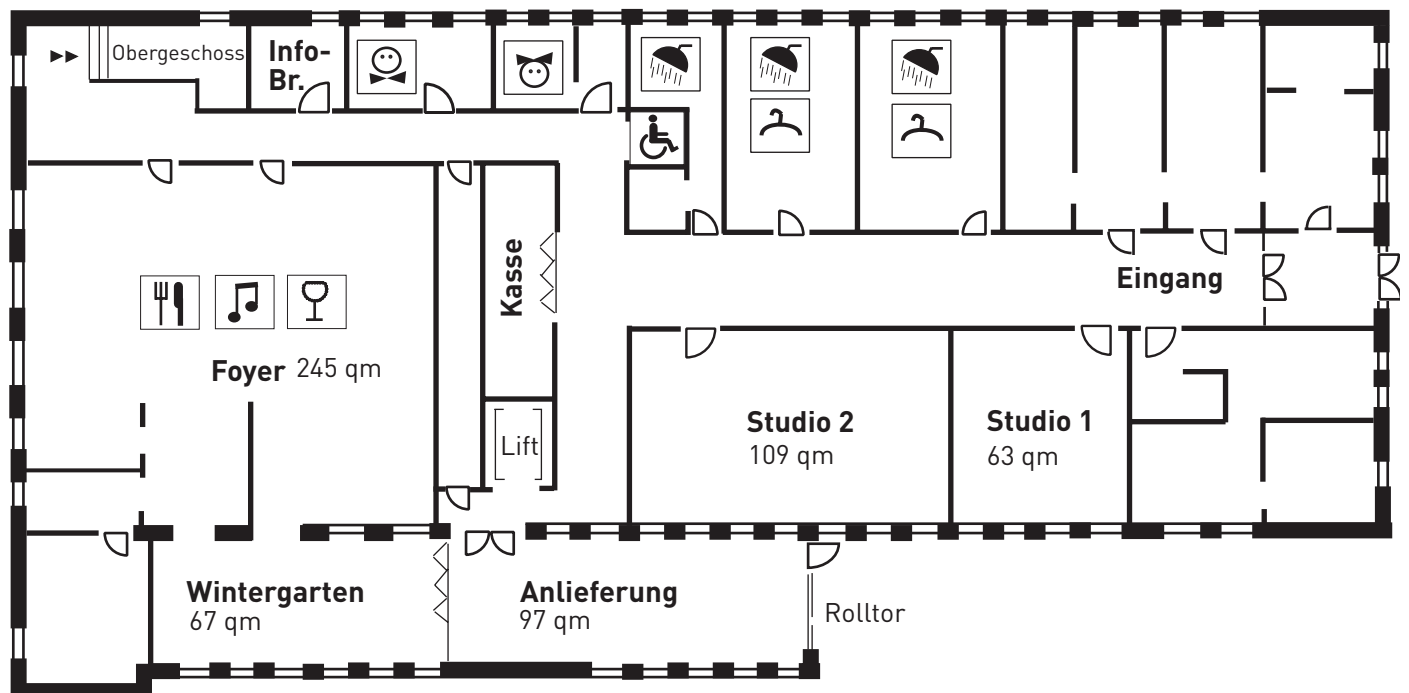 Obergeschoss
Info-
Br.
Kasse
Eingang
Foyer 245 qm
Lift
Studio 2
109 qm
Studio 1
63 qm
Wintergarten
67 qm
Anlieferung
97 qm
Rolltor